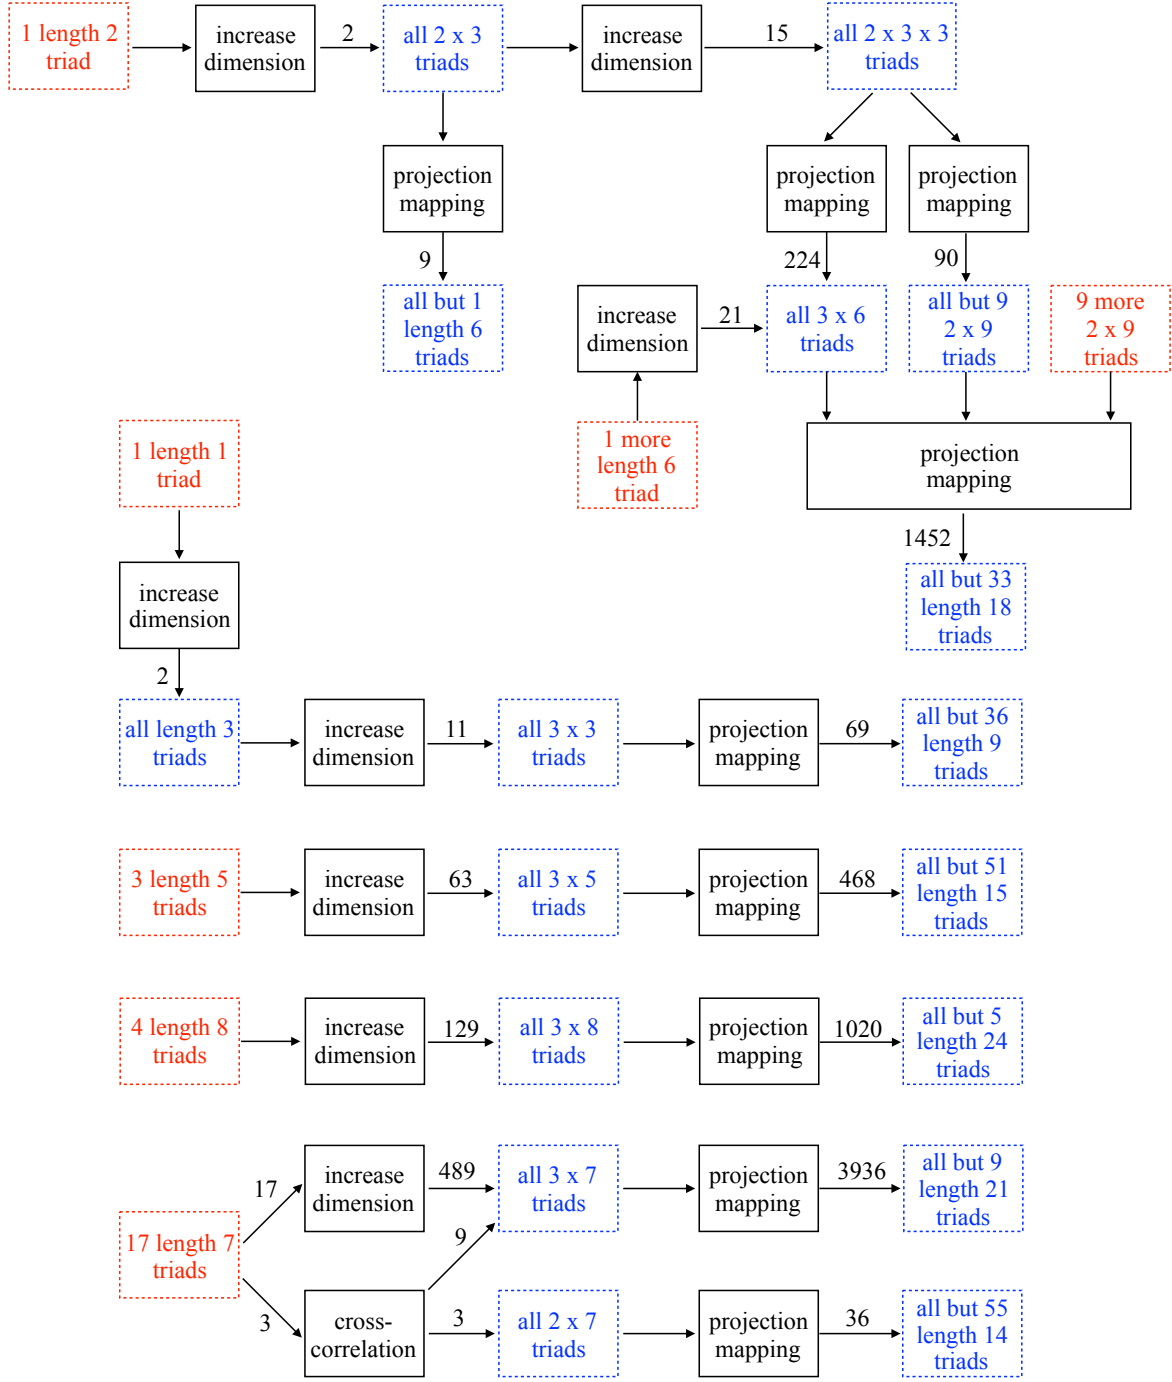 1 length 2
triad
increase
dimension
2
all 2 x 3
triads
increase
dimension
15
all 2 x 3 x 3
triads
projection
mapping
projection
mapping
projection
mapping
9
224
90
all but 1
length 6
triads
increase
dimension
21
all 3 x 6
triads
all but 9
2 x 9
triads
9 more
2 x 9
triads
1 more
length 6
triad
projection
mapping
1452
all but 33
length 18
triads
1 length 1
triad
increase
dimension
2
all length 3
triads
increase
dimension
11
all 3 x 3
triads
projection
mapping
69
all but 36
length 9
triads
3 length 5
triads
increase
dimension
63
all 3 x 5
triads
projection
mapping
468
all but 51
length 15
triads
4 length 8
triads
increase
dimension
129
all 3 x 8
triads
projection
mapping
1020
all but 5
length 24
triads
17 length 7
triads
17
increase
dimension
489
all 3 x 7
triads
projection
mapping
3936
all but 9
length 21
triads
3
cross-
correlation
9
3
all 2 x 7
triads
projection
mapping
36
all but 55
length 14
triads